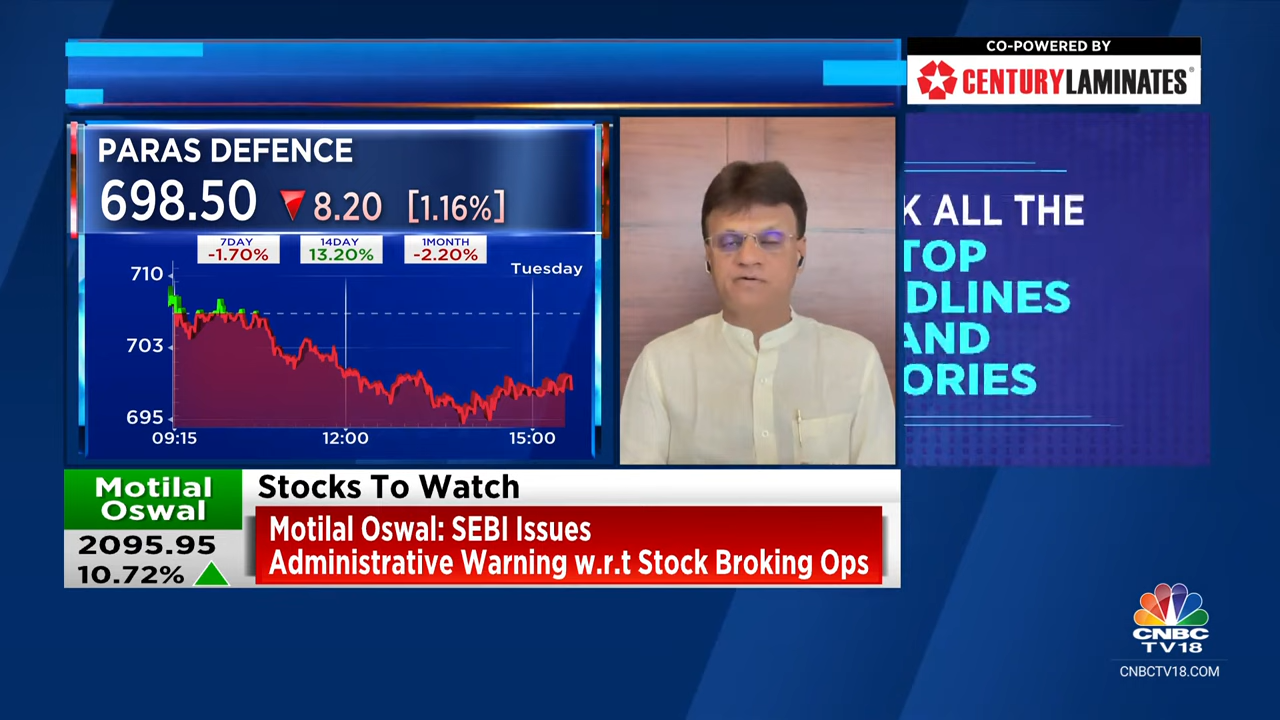 CO-POWERED BY
CENTURYLAMINATES®
PARAS DEFENCE
698.50 ▼ 8.20 [1.16%]
7DAY
-1.70%
14DAY
13.20%
1MONTH
-2.20%
Tuesday
710
703
695
09:15 12:00 15:00
K ALL THE
TOP
DLINES
AND
ORIES
Motilal
Oswal
2095.95
10.72% ▲
Stocks To Watch
Motilal Oswal: SEBI Issues
Administrative Warning w.r.t Stock Broking Ops
CNBC
TV18
CNBCTV18.COM